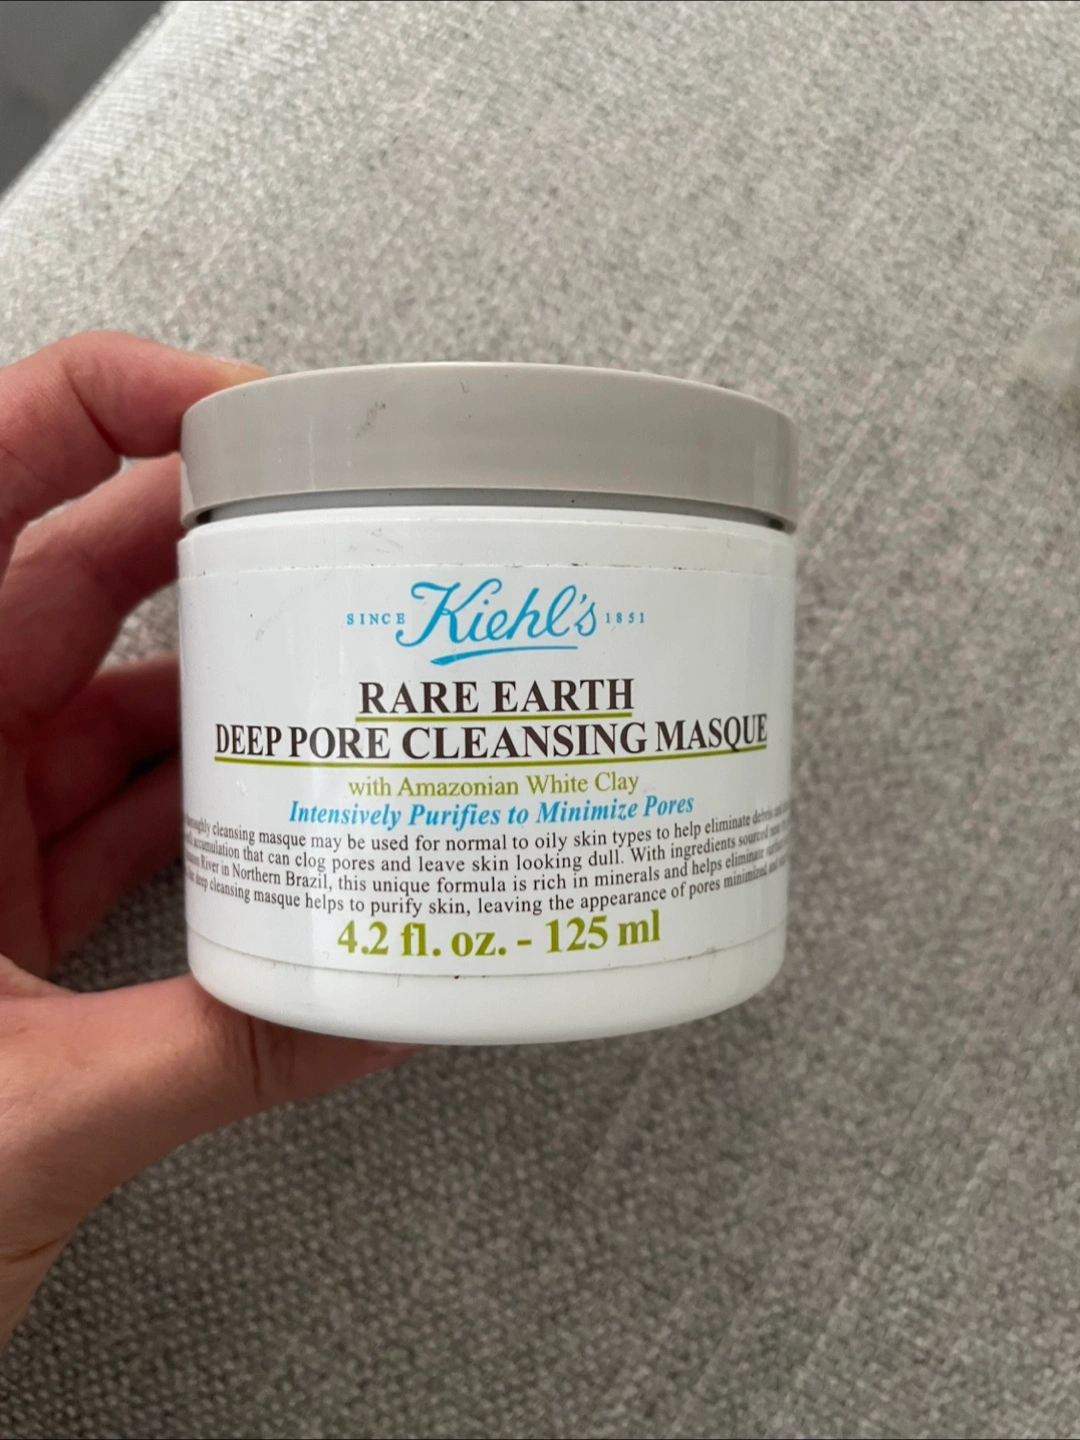 SINCE Kiehl's 1851
RARE EARTH
DEEP PORE CLEANSING MASQUE
with Amazonian White Clay
Intensively Purifies to Minimize Pores
cleansing masque may be used for normal to oily skin types to help eliminate debris
accumulation that can clog pores and leave skin looking dull. With ingredients sourced
River in Northern Brazil, this unique formula is rich in minerals and helps eliminate
deep cleansing masque helps to purify skin, leaving the appearance of pores minimized
4.2 fl. oz. - 125 ml